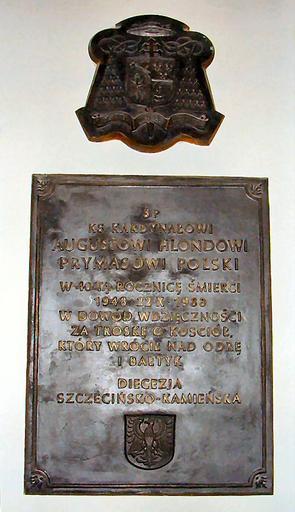 ŚP
KS. KARDYNAŁOWI
AUGUSTOWI HLONDOWI
PRYMASOWI POLSKI
W 40-TĄ ROCZNICĘ ŚMIERCI
1948 22 X 1988
W DOWÓD WDZIĘCZNOŚCI
ZA TROSKĘ O KOŚCIÓŁ,
KTÓRY WRÓCIŁ NAD ODRĘ
I BAŁTYK
DIECEZJA
SZCZECIŃSKO-KAMIEŃSKA